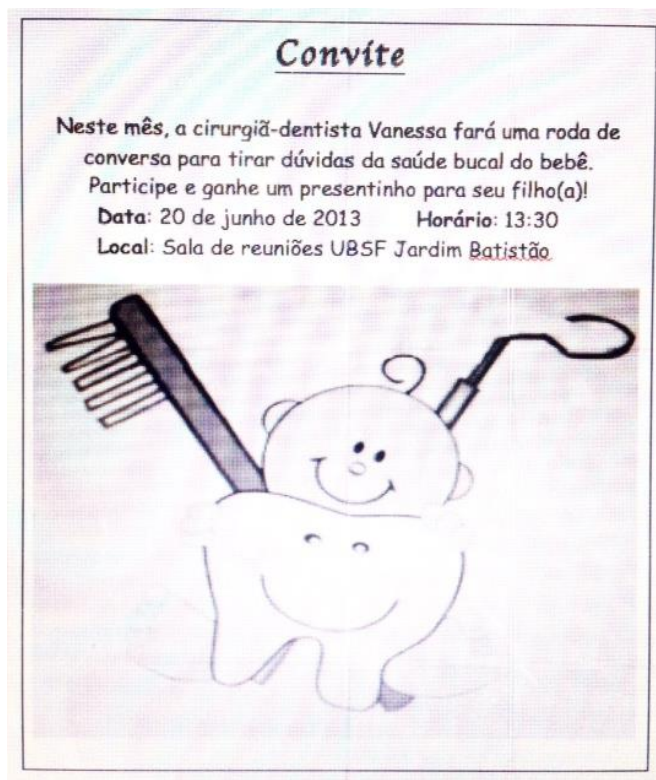 Convite
Neste mês, a cirurgiã-dentista Vanessa fará uma roda de
conversa para tirar dúvidas da saúde bucal do bebê.
Participe e ganhe um presentinho para seu filho(a)!
Data: 20 de junho de 2013 Horário: 13:30
Local: Sala de reuniões UBSF Jardim Batistão